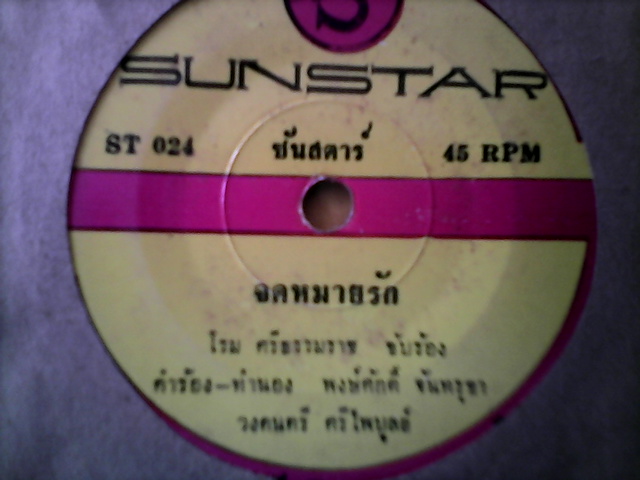 S
SUNSTAR
ST 024 ซันสตาร์ 45 RPM
จดหมายรัก
โรม ศรีธรรมราช ขับร้อง
คำร้อง-ทำนอง พงษ์ศักดิ์ จันทรุขา
วงดนตรี ศรีไพบูลย์